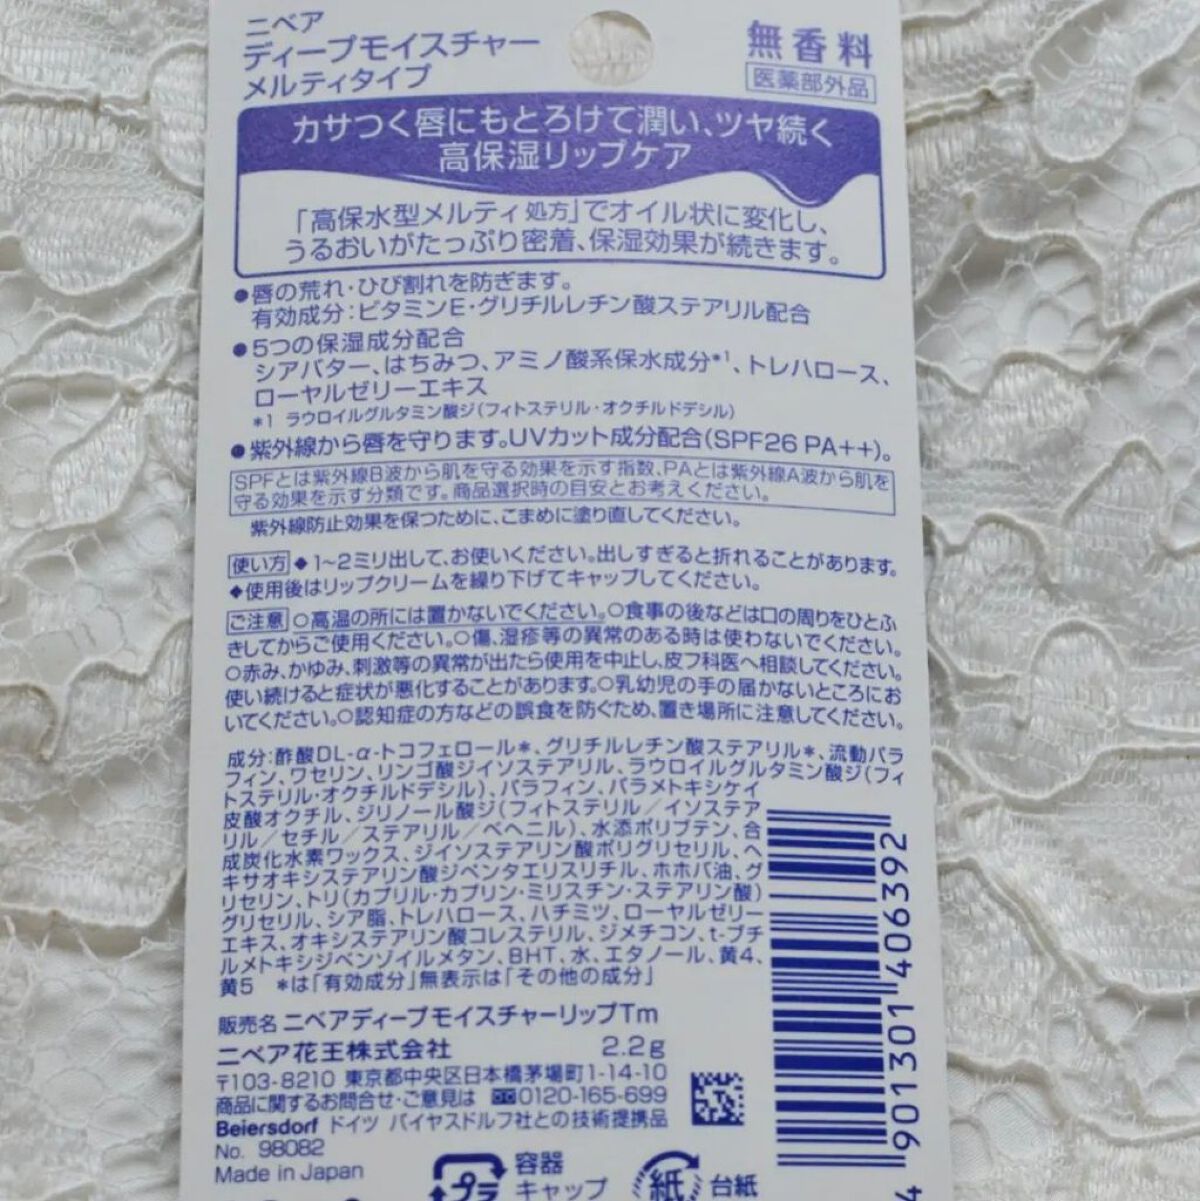 ニベア
ディープモイスチャー
メルティタイプ
無香料
医薬部外品
カサつく唇にもとろけて潤い、ツヤ続く
高保湿リップケア
「高保水型メルティ処方」でオイル状に変化し、
うるおいがたっぷり密着、保湿効果が続きます。
●唇の荒れ・ひび割れを防ぎます。
有効成分:ビタミンE・グリチルレチン酸ステアリル配合
●5つの保湿成分配合
シアバター、はちみつ、アミノ酸系保水成分*1、トレハロース、
ローヤルゼリーエキス
*1 ラウロイルグルタミン酸ジ(フィトステリル・オクチルドデシル)
●紫外線から唇を守ります。UVカット成分配合(SPF26 PA++)。
SPFとは紫外線B波から肌を守る効果を示す指数、PAとは紫外線A波から肌を
守る効果を示す分類です。商品選択時の目安とお考えください。
紫外線防止効果を保つために、こまめに塗り直してください。
使い方 ◆1~2ミリ出して、お使いください。出しすぎると折れることがあります。
◆使用後はリップクリームを繰り下げてキャップしてください。
ご注意 ○高温の所には置かないでください。○食事の後などは口の周りをひとふ
きしてからご使用ください。○傷、湿疹等の異常のある時は使わないでください。
○赤み、かゆみ、刺激等の異常が出たら使用を中止し、皮フ科医へ相談してください。
使い続けると症状が悪化することがあります。○乳幼児の手の届かないところにお
いてください。○認知症の方などの誤食を防ぐため、置き場所に注意してください。
成分:酢酸DL-α-トコフェロール*、グリチルレチン酸ステアリル*、流動パラ
フィン、ワセリン、リンゴ酸ジイソステアリル、ラウロイルグルタミン酸ジ(フィ
トステリル・オクチルドデシル)、パラフィン、パラメトキシケイ
皮酸オクチル、ジリノール酸ジ(フィトステリル/イソステア
リル/セチル/ステアリル/ベヘニル)、水添ポリブテン、合
成炭化水素ワックス、ジイソステアリン酸ポリグリセリル、ヘ
キサオキシステアリン酸ジペンタエリスリチル、ホホバ油、グ
リセリン、トリ(カプリル・カプリン・ミリスチン・ステアリン酸)
グリセリル、シア脂、トレハロース、ハチミツ、ローヤルゼリー
エキス、オキシステアリン酸コレステリル、ジメチコン、t-ブチ
ルメトキシジベンゾイルメタン、BHT、水、エタノール、黄4、
黄5 *は「有効成分」無表示は「その他の成分」
販売名 ニベアディープモイスチャーリップTm
ニベア花王株式会社 2.2g
〒103-8210 東京都中央区日本橋茅場町1-14-10
商品に関するお問合せ・ご意見は 0120-165-699
Beiersdorf ドイツ バイヤスドルフ社との技術提携品
No. 98082
Made in Japan
プラ
容器
キャップ
紙
台紙
4 901301 406392